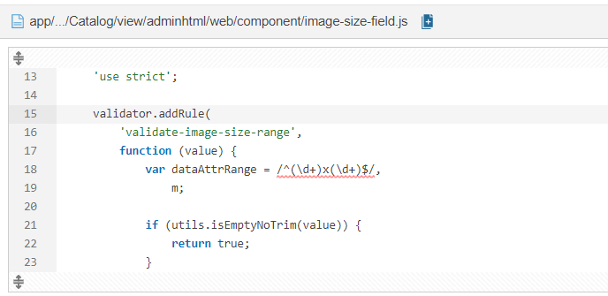 app/.../Catalog/view/adminhtml/web/component/image-size-field.js
13 'use strict';
14
15 validator.addRule(
16 'validate-image-size-range',
17 function (value) {
18 var dataAttrRange = /^(\d+)x(\d+)$/,
19 m;
20
21 if (utils.isEmptyNoTrim(value)) {
22 return true;
23 }